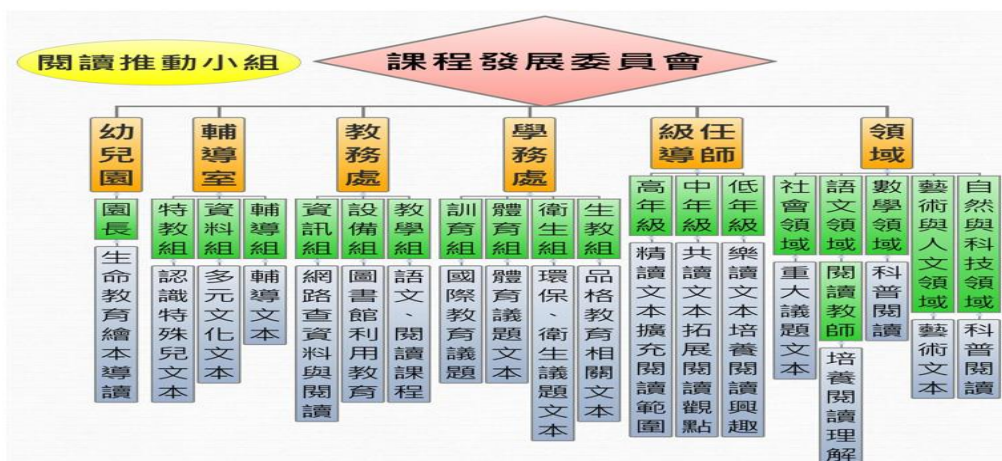 閱讀推動小組
課程發展委員會
幼兒園
輔導室
教務處
學務處
級任導師
領域
園長
特教組
資料組
輔導組
資訊組
設備組
教學組
訓育組
體育組
衛生組
生教組
高年級
中年級
低年級
社會領域
語文領域
數學領域
藝術與人文領域
自然與科技領域
生命教育繪本導讀
認識特殊兒文本
多元文化文本
輔導文本
網路查資料與閱讀
圖書館利用教育
語文、閱讀課程
國際教育議題
體育議題文本
環保、衛生議題文本
品格教育相關文本
精讀文本擴充閱讀範圍
共讀文本拓展閱讀觀點
樂讀文本培養閱讀興趣
重大議題文本
閱讀教師
培養閱讀理解
科普閱讀
藝術文本
科普閱讀